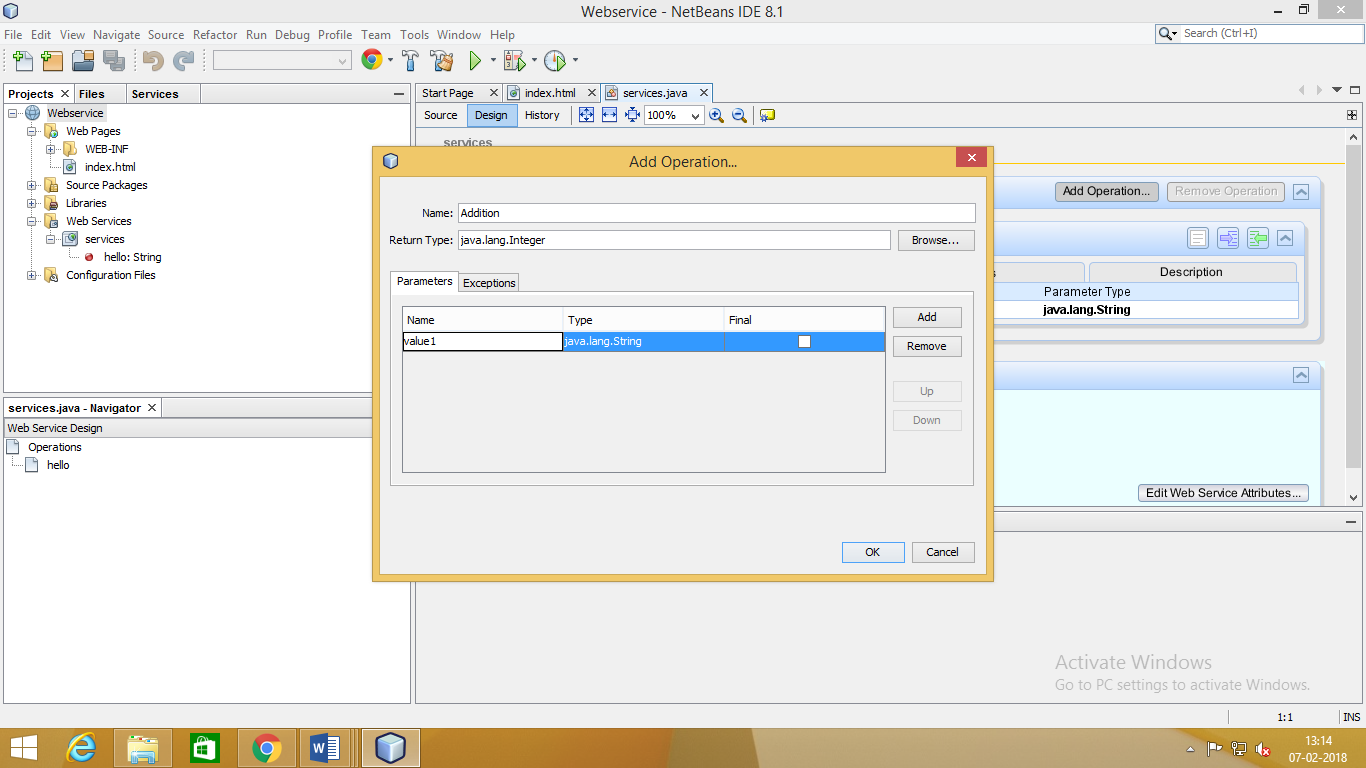 Webservice - NetBeans IDE 8.1
File Edit View Navigate Source Refactor Run Debug Profile Team Tools Window Help
Search (Ctrl+I)
Projects Files Services
Webservice
Web Pages
WEB-INF
index.html
Source Packages
Libraries
Web Services
services
hello: String
Configuration Files
services.java - Navigator
Web Service Design
Operations
hello
Start Page index.html services.java
Source Design History 100%
services
Add Operation... Remove Operation
Description
Parameter Type
java.lang.String
Edit Web Service Attributes...
Add Operation...
Name: Addition
Return Type: java.lang.Integer Browse...
Parameters Exceptions
Name Type Final
value1 java.lang.String
Add
Remove
Up
Down
OK Cancel
Activate Windows
Go to PC settings to activate Windows.
1:1 INS
13:14
07-02-2018